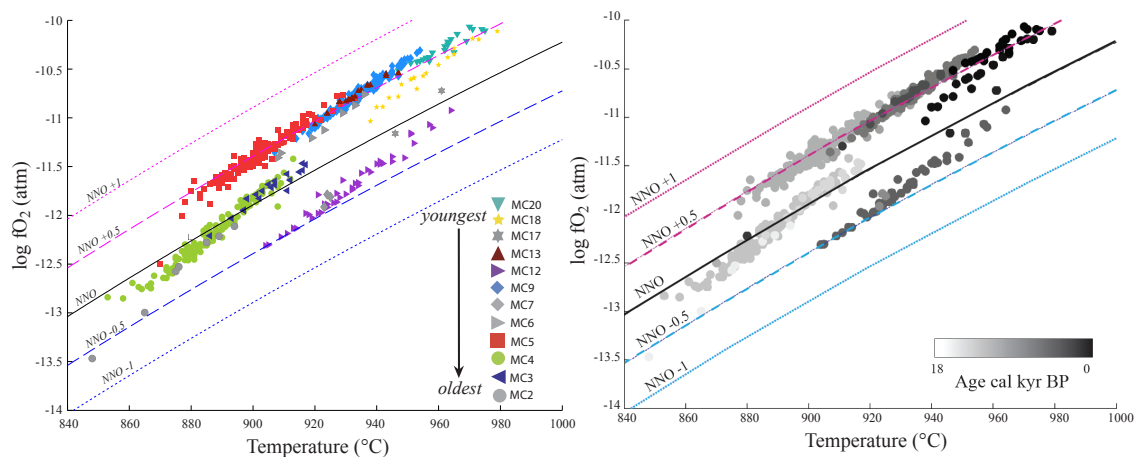 -10
-10.5
-11
-11.5
-12
-12.5
-13
-13.5
-14
log fO2 (atm)
NNO +1
NNO +0.5
NNO
NNO -0.5
NNO -1
youngest
oldest
MC20
MC18
MC17
MC13
MC12
MC9
MC7
MC6
MC5
MC4
MC3
MC2
840 860 880 900 920 940 960 980 1000
Temperature (°C)
-10
-10.5
-11
-11.5
-12
-12.5
-13
-13.5
-14
log fO2 (atm)
NNO +1
NNO +0.5
NNO
NNO -0.5
NNO -1
18 0
Age cal kyr BP
840 860 880 900 920 940 960 980 1000
Temperature (°C)